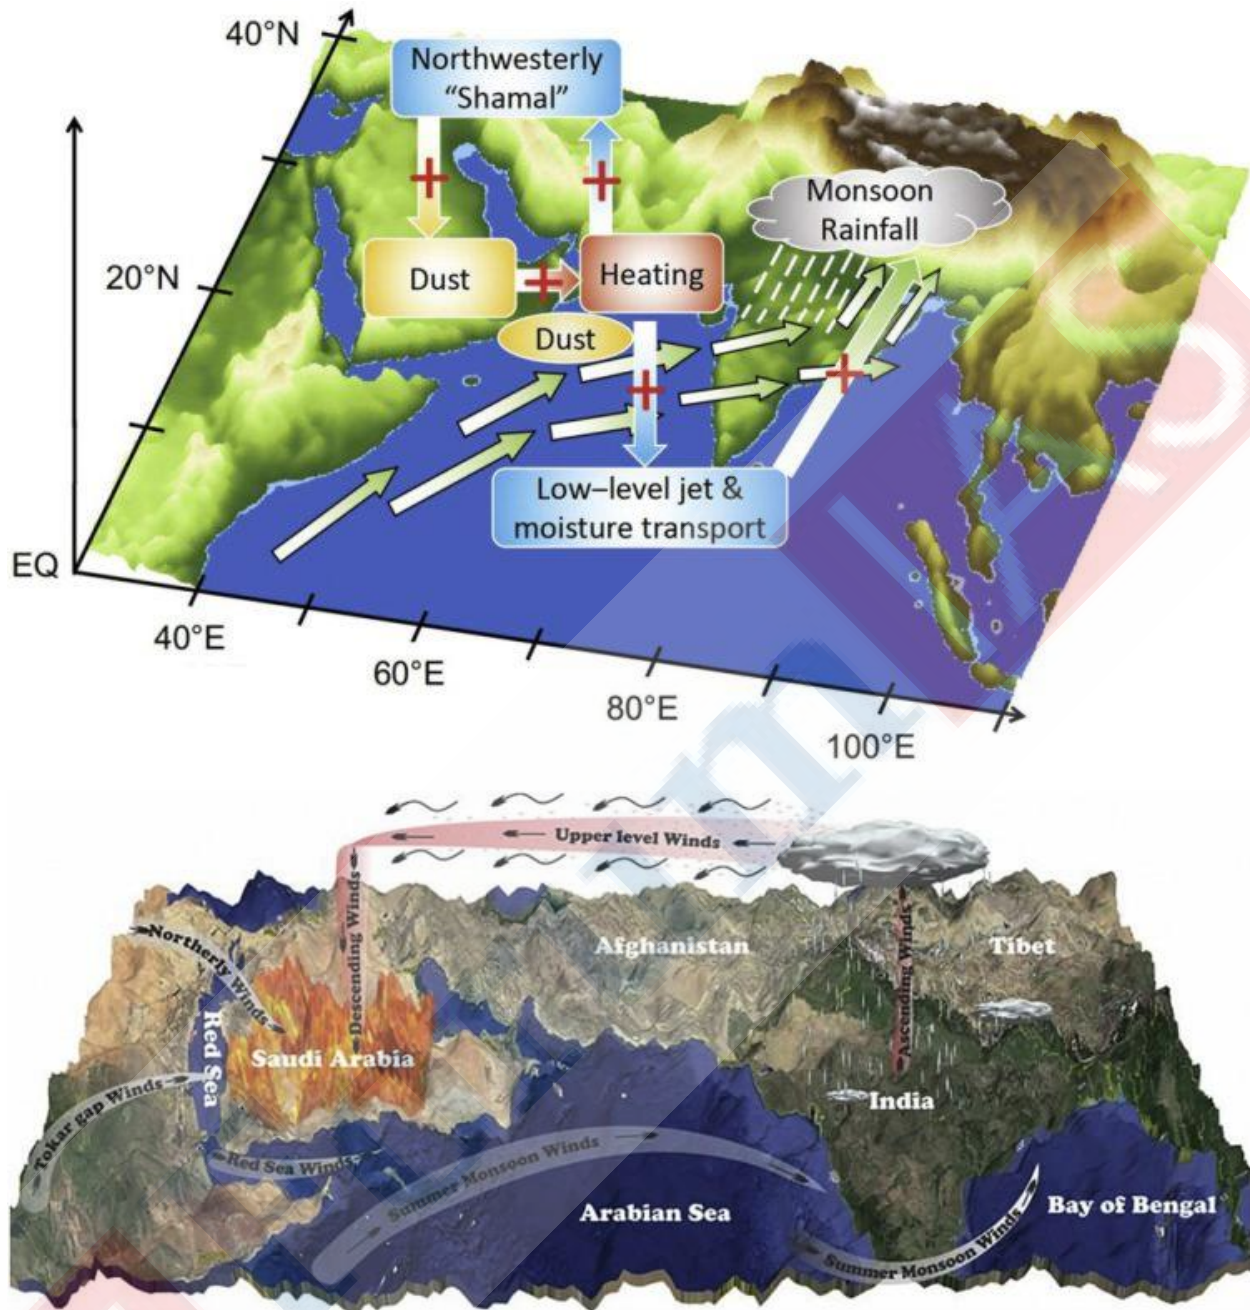 40°N
Northwesterly
“Shamal”
Monsoon
Rainfall
20°N
Dust
Heating
Dust
Low–level jet &
moisture transport
EQ
40°E
60°E
80°E
100°E
Upper level Winds
Descending Winds
Afghanistan
Tibet
Northerly Winds
Ascending Winds
Red Sea
Saudi Arabia
India
Tokar gap Winds
Red Sea Winds
Summer Monsoon Winds
Arabian Sea
Bay of Bengal
Summer Monsoon Winds